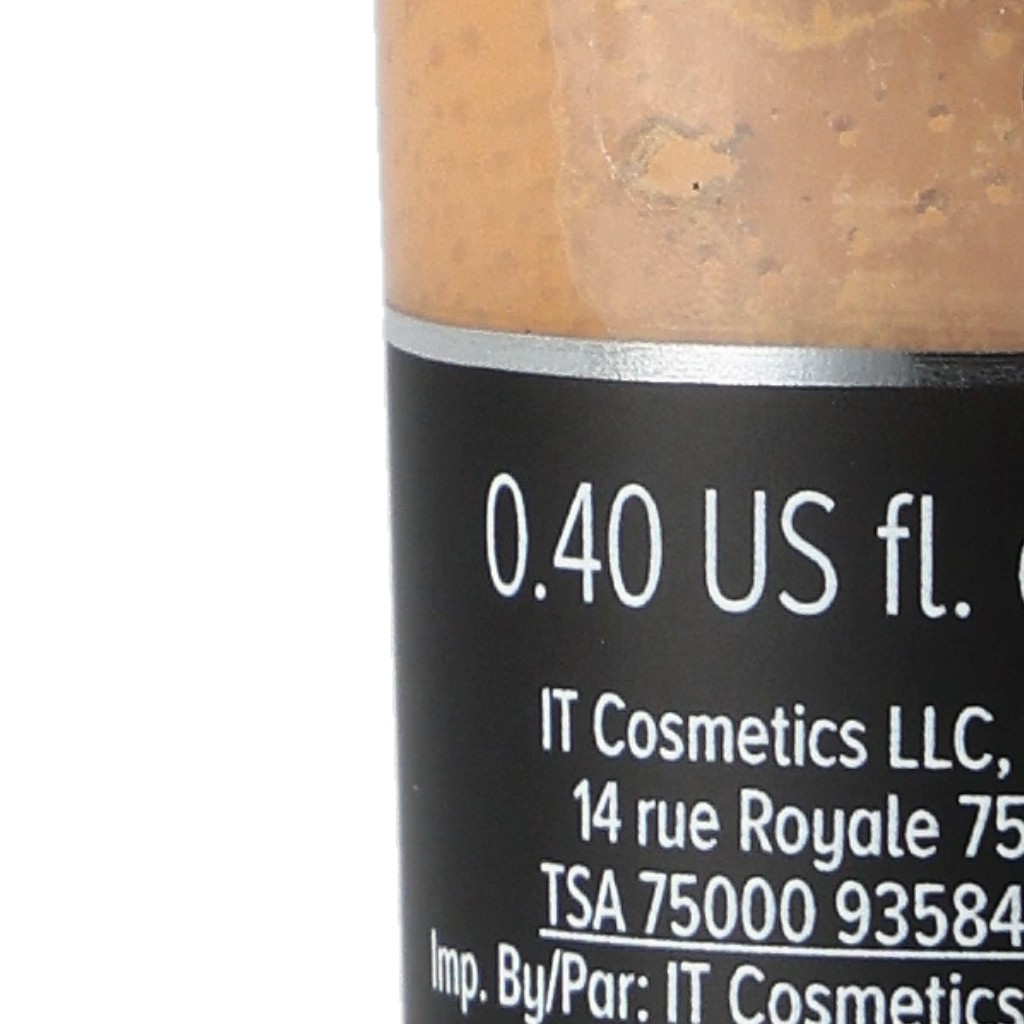 0.40 US fl.
IT Cosmetics LLC,
14 rue Royale 75
TSA 75000 93584
Imp. By/Par: IT Cosmetics